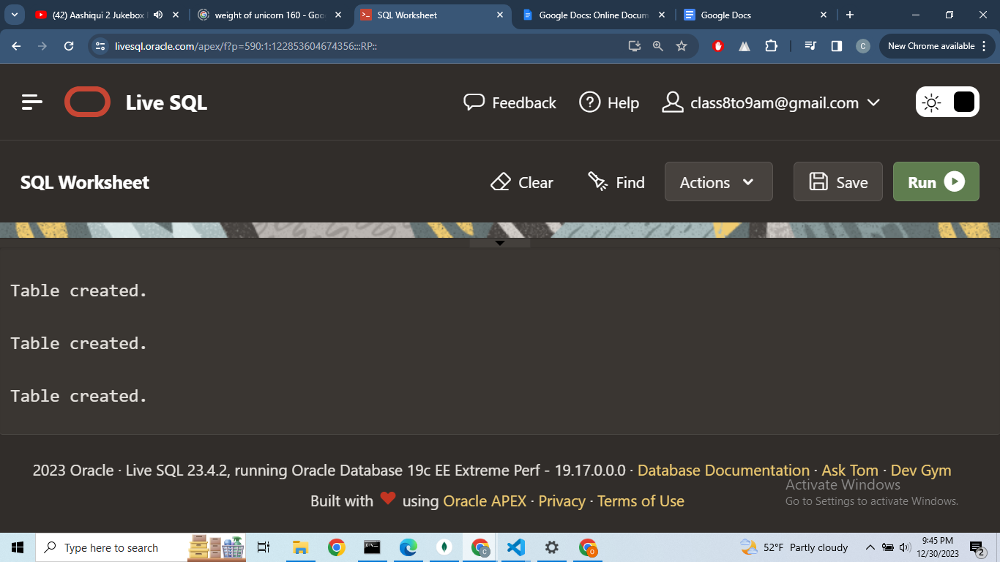 (42) Aashiqui 2 Jukebox
weight of unicorn 160 - Goo
SQL Worksheet
Google Docs: Online Docum
Google Docs
livesql.oracle.com/apex/f?p=590:1:122853604674356:::RP::
C
New Chrome available
Live SQL
Feedback
Help
class8to9am@gmail.com
SQL Worksheet
Clear
Find
Actions
Save
Run
Table created.
Table created.
Table created.
2023 Oracle · Live SQL 23.4.2, running Oracle Database 19c EE Extreme Perf - 19.17.0.0.0 · Database Documentation · Ask Tom · Dev Gym
Built with ❤ using Oracle APEX · Privacy · Terms of Use
Activate Windows
Go to Settings to activate Windows.
Type here to search
52°F Partly cloudy
9:45 PM
12/30/2023
2